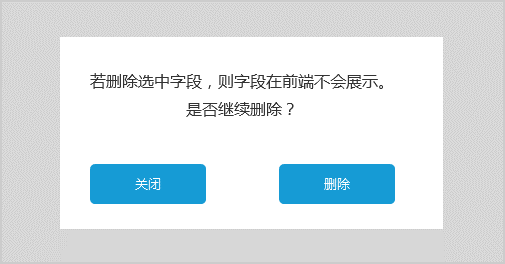 若删除选中字段，则字段在前端不会展示。
是否继续删除？
关闭
删除